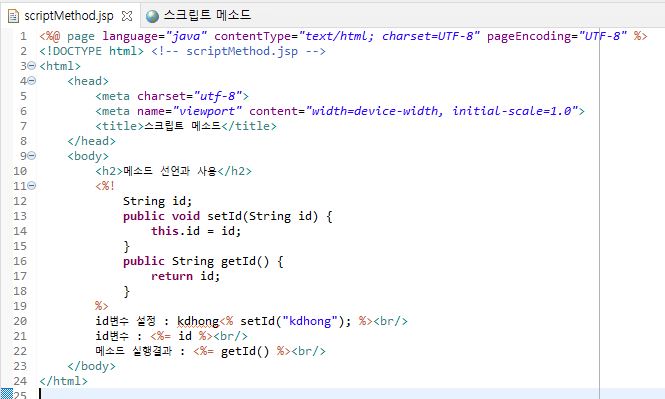 scriptMethod.jsp 스크립트 메소드
1 <%@ page language="java" contentType="text/html; charset=UTF-8" pageEncoding="UTF-8" %>
2 <!DOCTYPE html> <!-- scriptMethod.jsp -->
3 <html>
4 <head>
5 <meta charset="utf-8">
6 <meta name="viewport" content="width=device-width, initial-scale=1.0">
7 <title>스크립트 메소드</title>
8 </head>
9 <body>
10 <h2>메소드 선언과 사용</h2>
11 <%!
12 String id;
13 public void setId(String id) {
14 this.id = id;
15 }
16 public String getId() {
17 return id;
18 }
19 %>
20 id변수 설정 : kdhong<% setId("kdhong"); %><br/>
21 id변수 : <%= id %><br/>
22 메소드 실행결과 : <%= getId() %><br/>
23 </body>
24 </html>
25